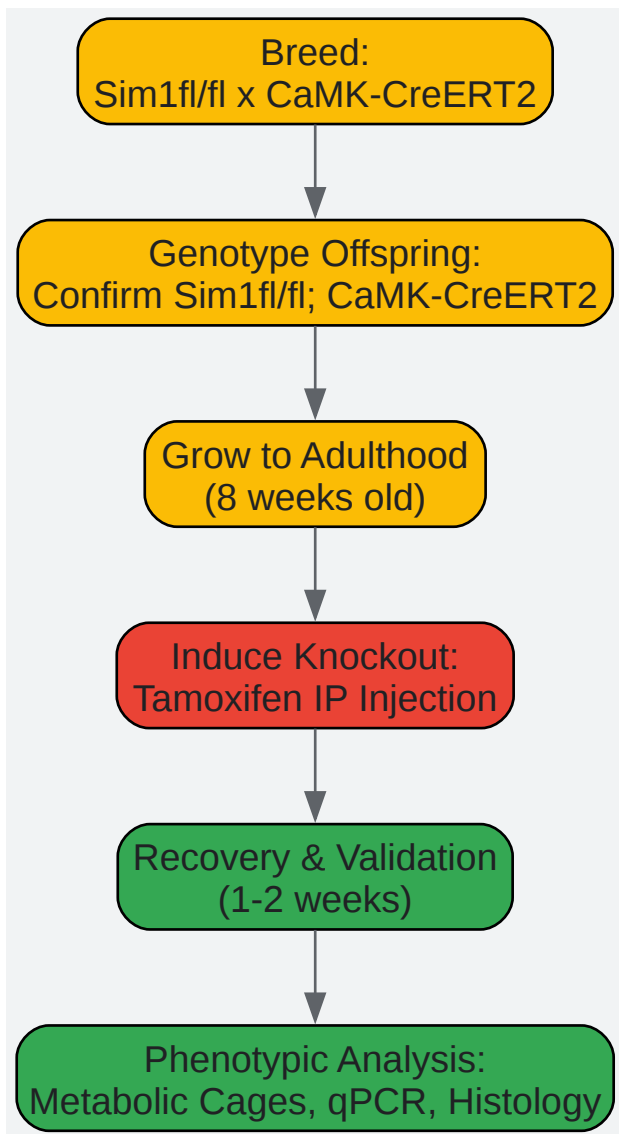 Breed:
Sim1fl/fl x CaMK-CreERT2
Genotype Offspring:
Confirm Sim1fl/fl; CaMK-CreERT2
Grow to Adulthood
(8 weeks old)
Induce Knockout:
Tamoxifen IP Injection
Recovery & Validation
(1-2 weeks)
Phenotypic Analysis:
Metabolic Cages, qPCR, Histology